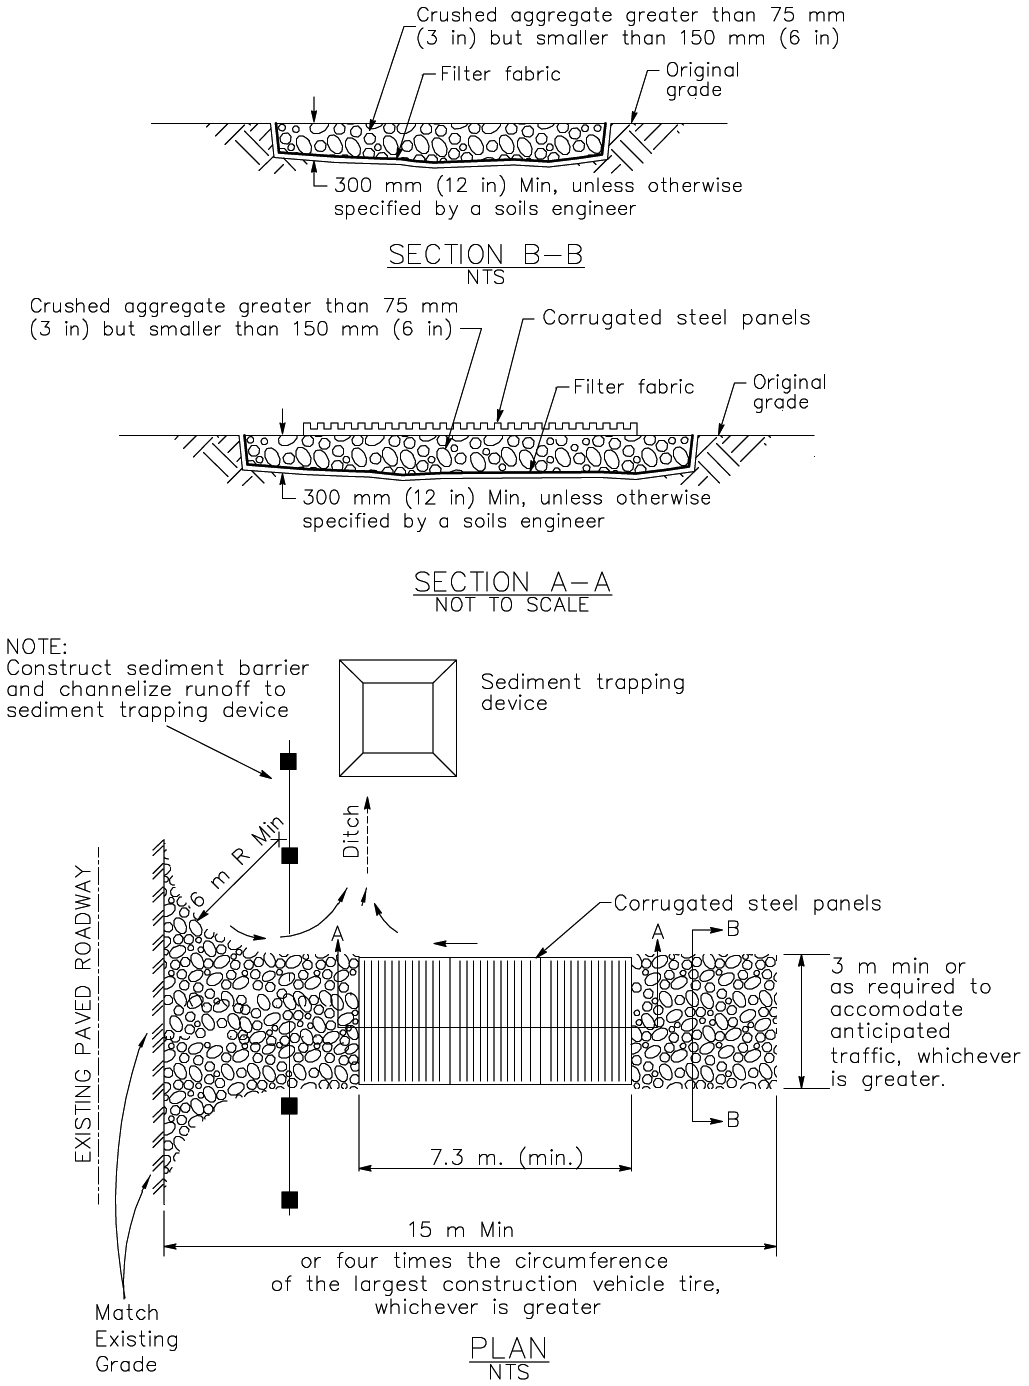 Crushed aggregate greater than 75 mm
(3 in) but smaller than 150 mm (6 in)
Filter fabric
Original
grade
300 mm (12 in) Min, unless otherwise
specified by a soils engineer
SECTION B-B
NTS
Crushed aggregate greater than 75 mm
(3 in) but smaller than 150 mm (6 in)
Corrugated steel panels
Filter fabric
Original
grade
300 mm (12 in) Min, unless otherwise
specified by a soils engineer
SECTION A-A
NOT TO SCALE
NOTE:
Construct sediment barrier
and channelize runoff to
sediment trapping device
Sediment trapping
device
Ditch
6 m R Min
EXISTING PAVED ROADWAY
Corrugated steel panels
A
A
B
B
3 m min or
as required to
accomodate
anticipated
traffic, whichever
is greater.
7.3 m. (min.)
15 m Min
or four times the circumference
of the largest construction vehicle tire,
whichever is greater
Match
Existing
Grade
PLAN
NTS